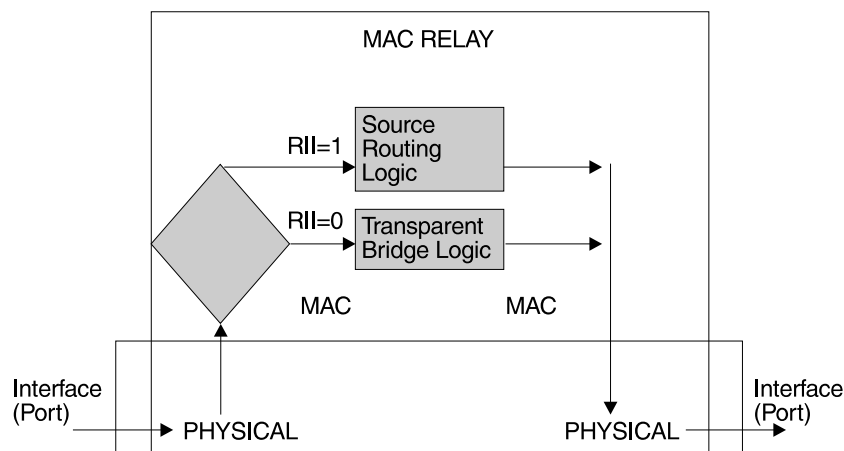 MAC RELAY
RII=1
Source
Routing
Logic
RII=0
Transparent
Bridge Logic
MAC
MAC
Interface
(Port)
PHYSICAL
PHYSICAL
Interface
(Port)